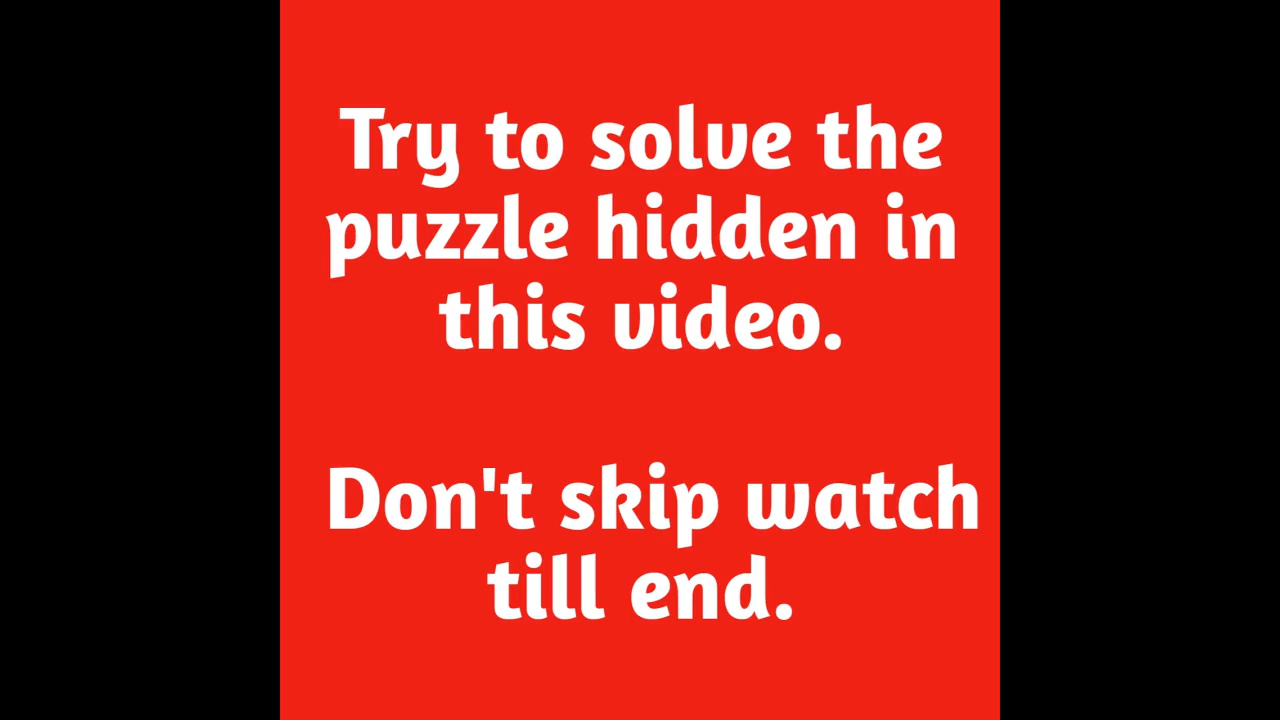 Try to solve the
puzzle hidden in
this video.
Don't skip watch
till end.